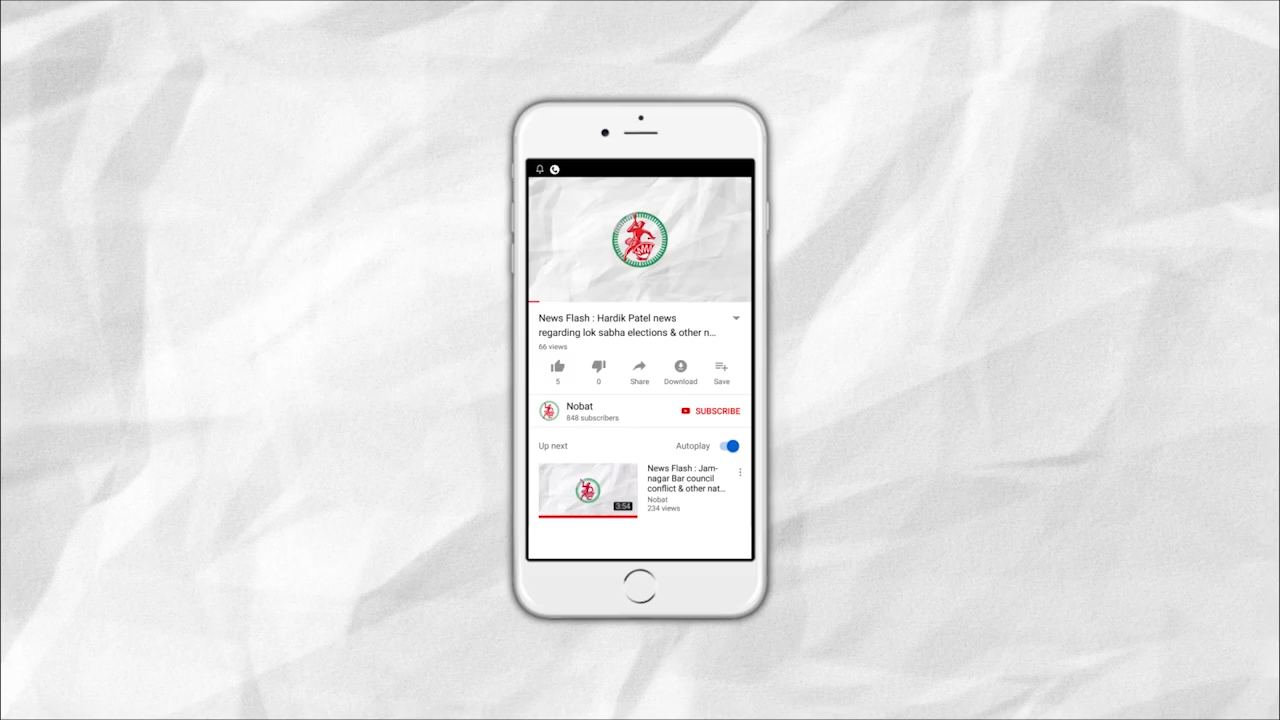 News Flash : Hardik Patel news
regarding lok sabha elections & other n...
66 views
5
0
Share
Download
Save
Nobat
848 subscribers
SUBSCRIBE
Up next
Autoplay
3:54
News Flash : Jam-
nagar Bar council
conflict & other nat...
Nobat
234 views